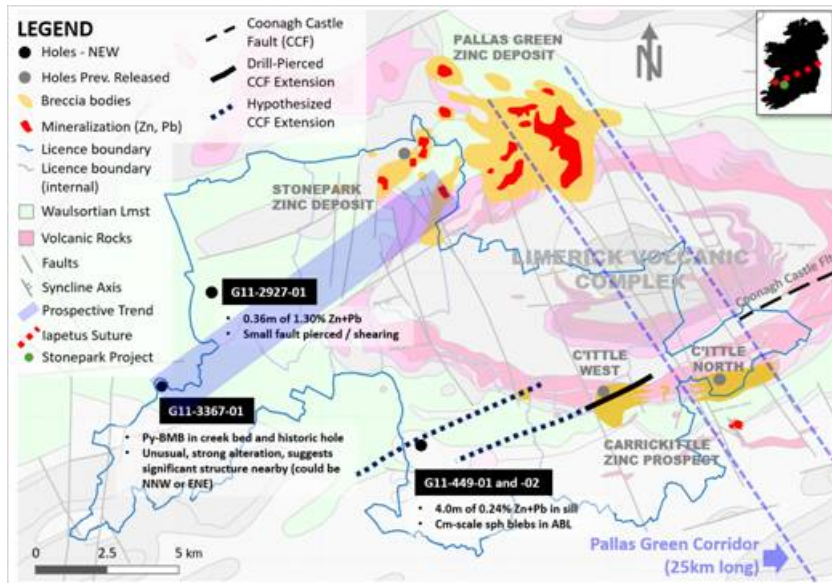 LEGEND
Holes - NEW
Holes Prev. Released
Breccia bodies
Mineralization (Zn, Pb)
Licence boundary
Licence boundary
(internal)
Waulsortian Lmst
Volcanic Rocks
Faults
Syncline Axis
Prospective Trend
Iapetus Suture
Stonepark Project
Coonagh Castle
Fault (CCF)
Drill-Pierced
CCF Extension
Hypothesized
CCF Extension
PALLAS GREEN
ZINC DEPOSIT
N
STONEPARK
ZINC DEPOSIT
LIMERICK VOLCANIC
COMPLEX
Coonagh Castle Flt
G11-2927-01
• 0.36m of 1.30% Zn+Pb
• Small fault pierced / shearing
C'ITTLE
WEST
C'ITTLE
NORTH
G11-3367-01
• Py-BMB in creek bed and historic hole
• Unusual, strong alteration, suggests
significant structure nearby (could be
NNW or ENE)
CARRICKITTLE
ZINC PROSPECT
G11-449-01 and -02
• 4.0m of 0.24% Zn+Pb in sill
• Cm-scale sph blebs in ABL
Pallas Green Corridor
(25km long)
0 2.5 5 km